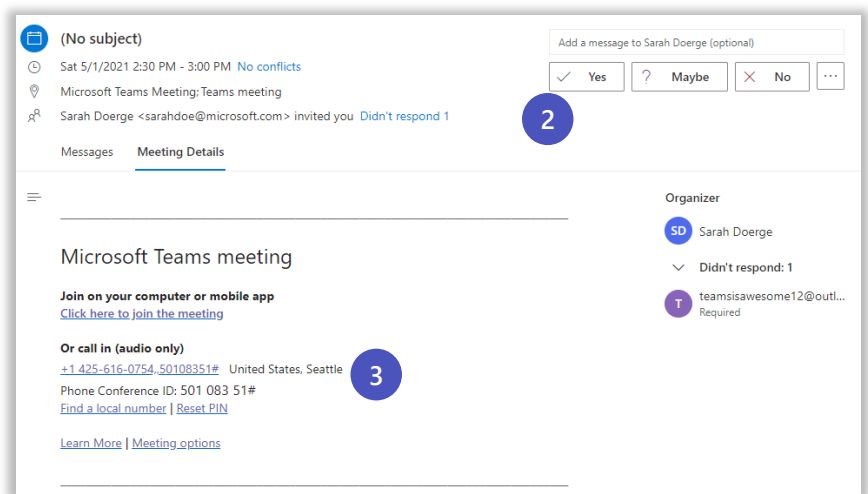 (No subject)
Add a message to Sarah Doerge (optional)
Sat 5/1/2021 2:30 PM - 3:00 PM No conflicts
Yes
Maybe
No
...
Microsoft Teams Meeting; Teams meeting
Sarah Doerge <sarahdoe@microsoft.com> invited you Didn't respond 1
2
Messages Meeting Details
Organizer
SD Sarah Doerge
Didn't respond: 1
T teamsisawesome12@outl...
Required
Microsoft Teams meeting
Join on your computer or mobile app
Click here to join the meeting
Or call in (audio only)
+1 425-616-0754,,50108351# United States, Seattle
3
Phone Conference ID: 501 083 51#
Find a local number | Reset PIN
Learn More | Meeting options